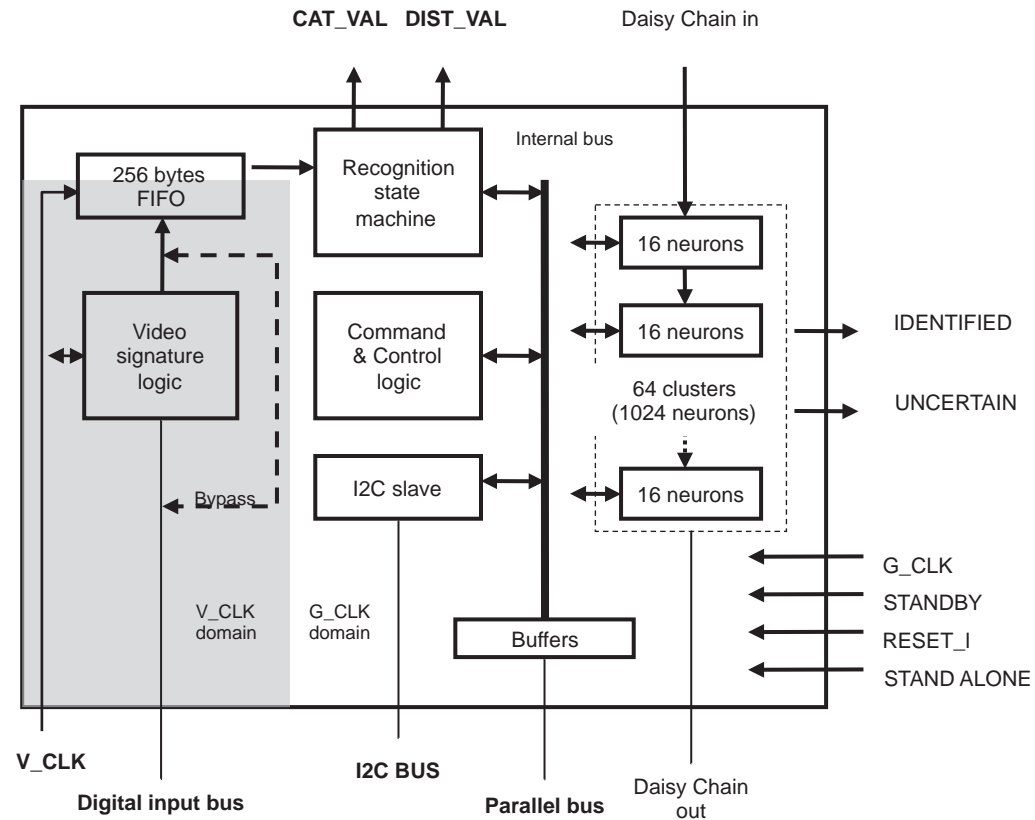 CAT_VAL DIST_VAL
Daisy Chain in
Internal bus
256 bytes
FIFO
Recognition
state
machine
16 neurons
Video
signature
logic
Command
& Control
logic
16 neurons
IDENTIFIED
64 clusters
(1024 neurons)
UNCERTAIN
Bypass
I2C slave
16 neurons
G_CLK
STANDBY
RESET_I
STAND ALONE
V_CLK
domain
G_CLK
domain
Buffers
V_CLK
Digital input bus
I2C BUS
Parallel bus
Daisy Chain
out